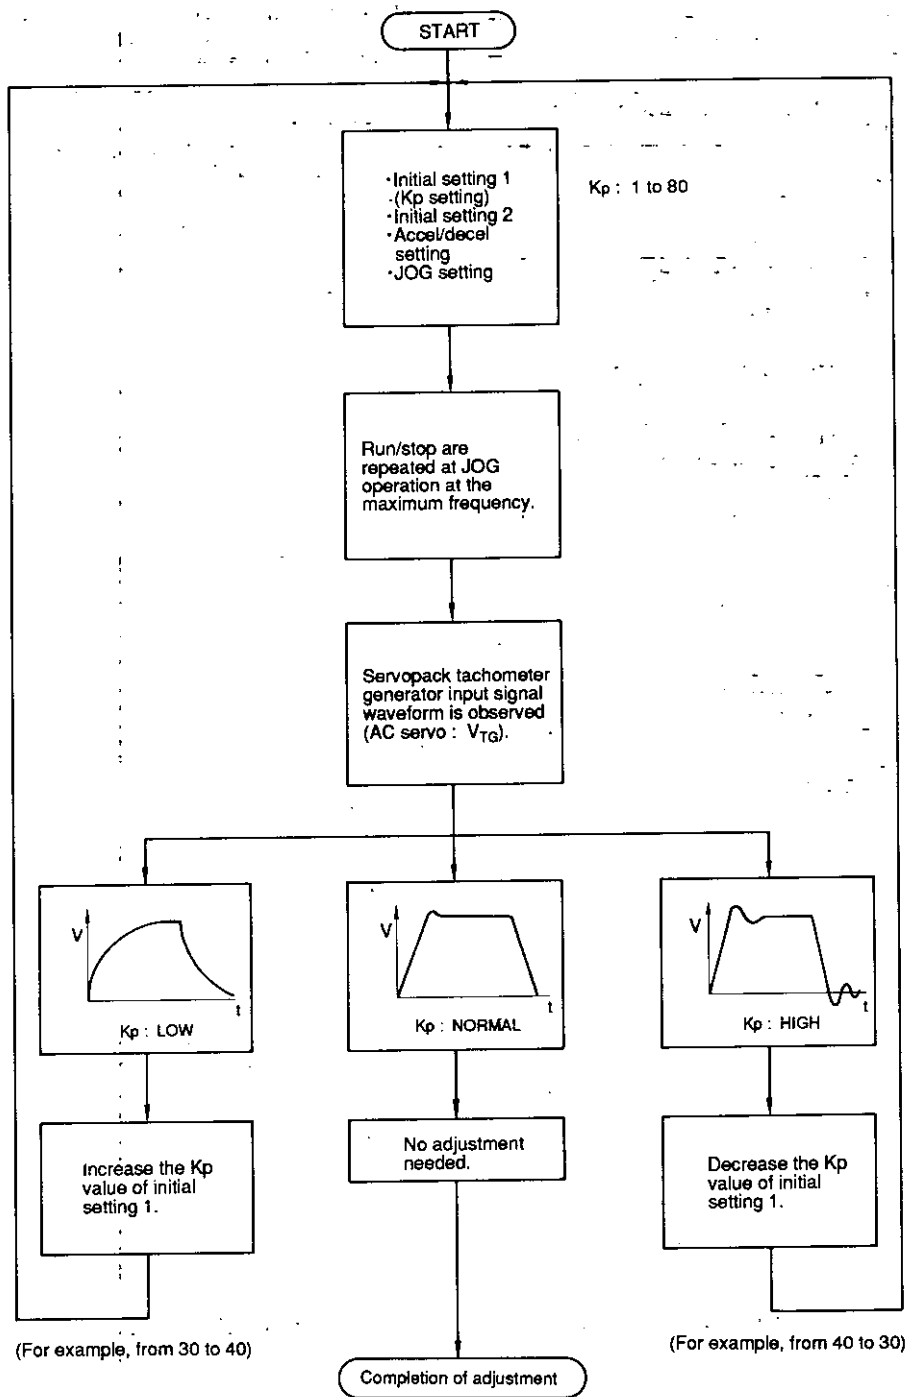 START
·Initial setting 1
(Kp setting)
·Initial setting 2
·Accel/decel
setting
·JOG setting
Kp : 1 to 80
Run/stop are
repeated at JOG
operation at the
maximum frequency.
Servopack tachometer
generator input signal
waveform is observed
(AC servo : VTG).
V
t
Kp : LOW
V
t
Kp : NORMAL
V
t
Kp : HIGH
Increase the Kp
value of initial
setting 1.
No adjustment
needed.
Decrease the Kp
value of initial
setting 1.
(For example, from 30 to 40)
(For example, from 40 to 30)
Completion of adjustment